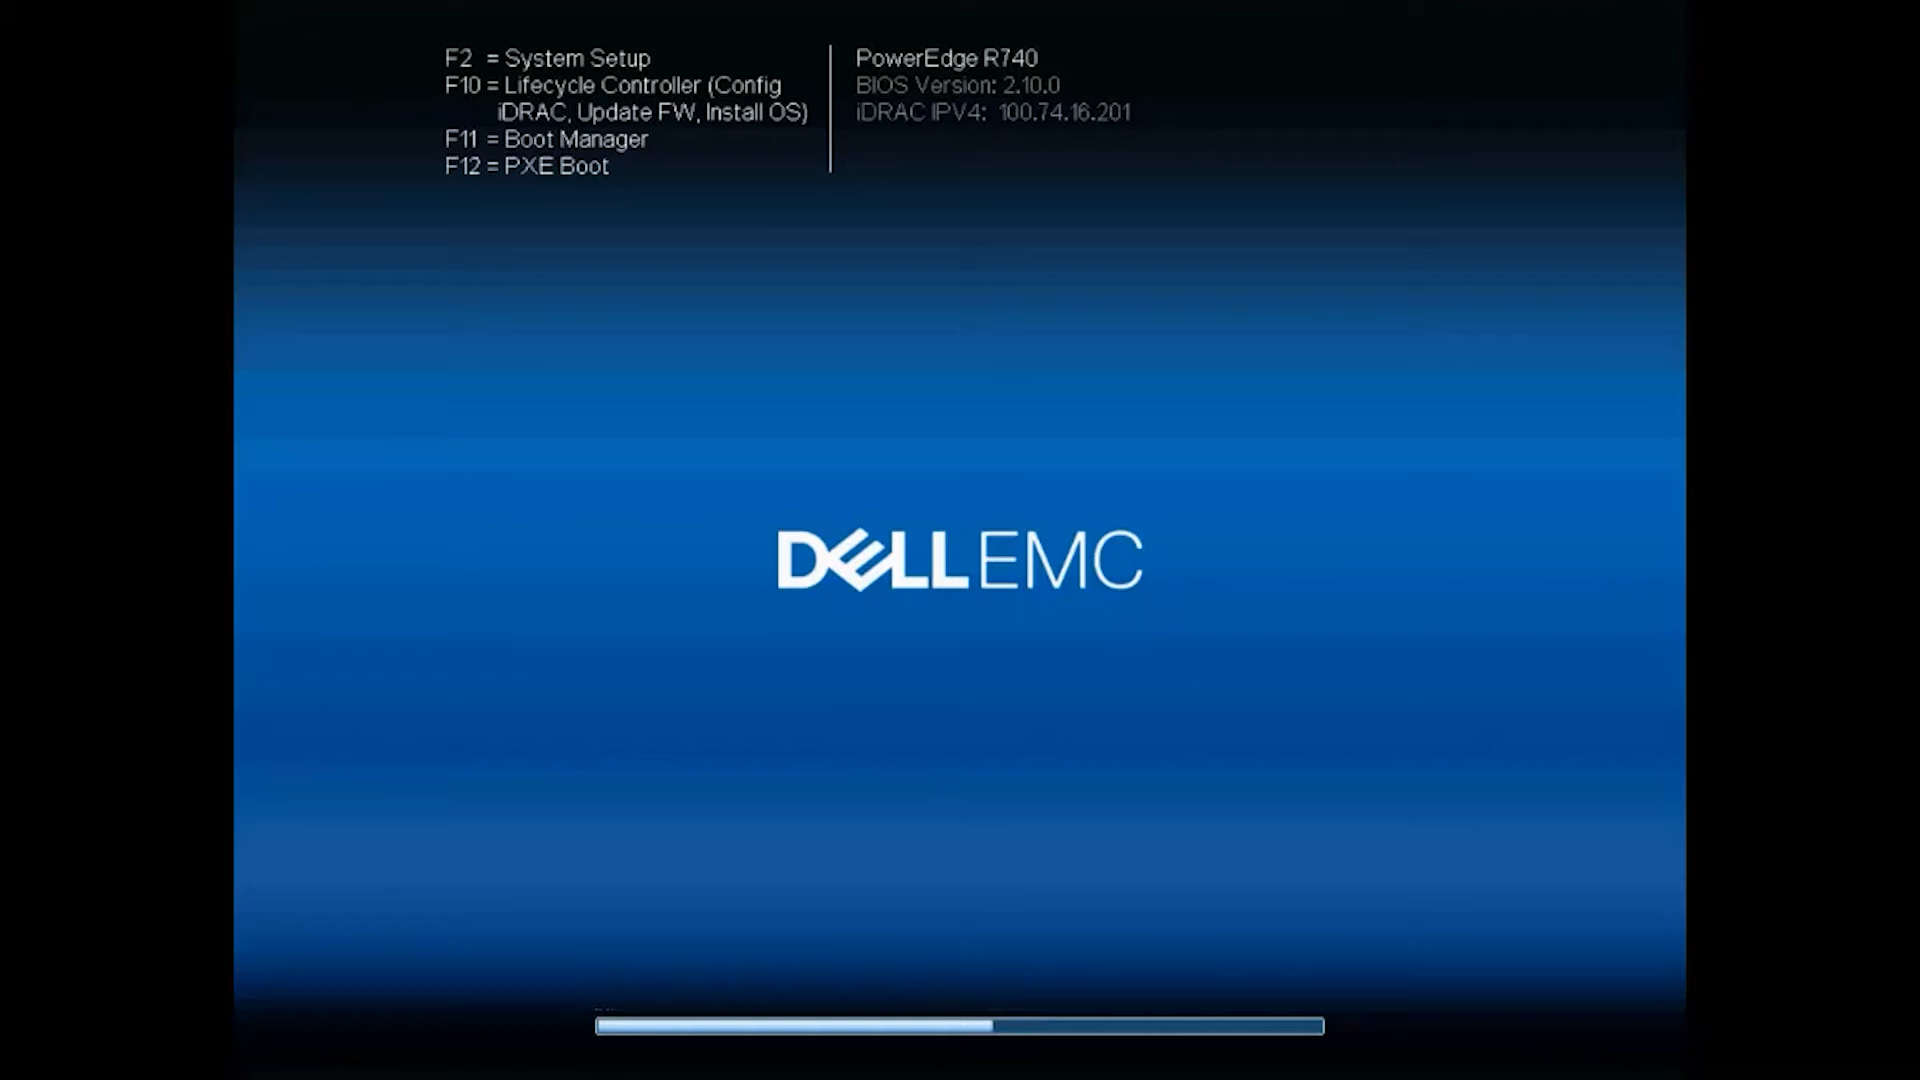 F2 = System Setup
F10 = Lifecycle Controller (Config
iDRAC, Update FW, Install OS)
F11 = Boot Manager
F12 = PXE Boot
PowerEdge R740
BIOS Version: 2.10.0
iDRAC IPV4: 100.74.16.201
DELLEMC